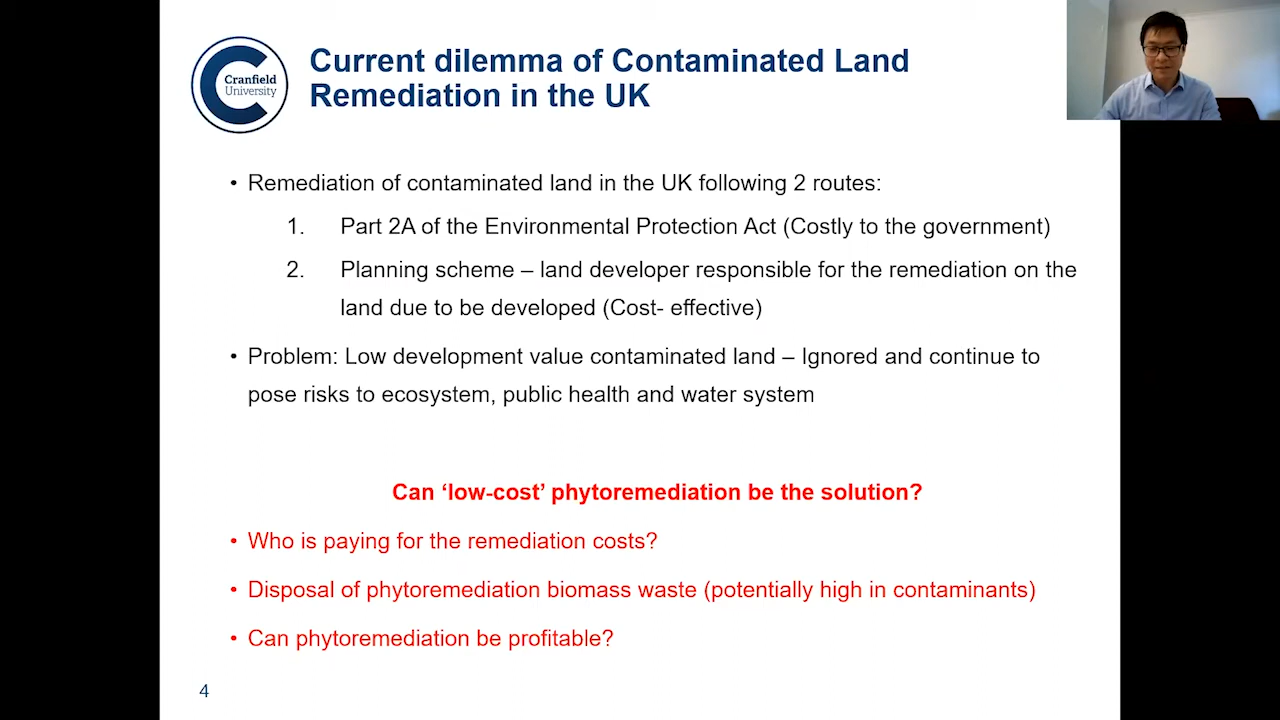 Cranfield
University
Current dilemma of Contaminated Land
Remediation in the UK
• Remediation of contaminated land in the UK following 2 routes:
1. Part 2A of the Environmental Protection Act (Costly to the government)
2. Planning scheme – land developer responsible for the remediation on the
land due to be developed (Cost- effective)
• Problem: Low development value contaminated land – Ignored and continue to
pose risks to ecosystem, public health and water system
Can ‘low-cost’ phytoremediation be the solution?
• Who is paying for the remediation costs?
• Disposal of phytoremediation biomass waste (potentially high in contaminants)
• Can phytoremediation be profitable?
4